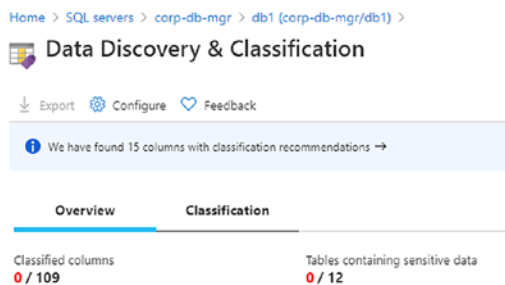 Home > SQL servers > corp-db-mgr > db1 (corp-db-mgr/db1) >
Data Discovery & Classification
Export Configure Feedback
We have found 15 columns with classification recommendations →
Overview Classification
Classified columns Tables containing sensitive data
0 / 109 0 / 12